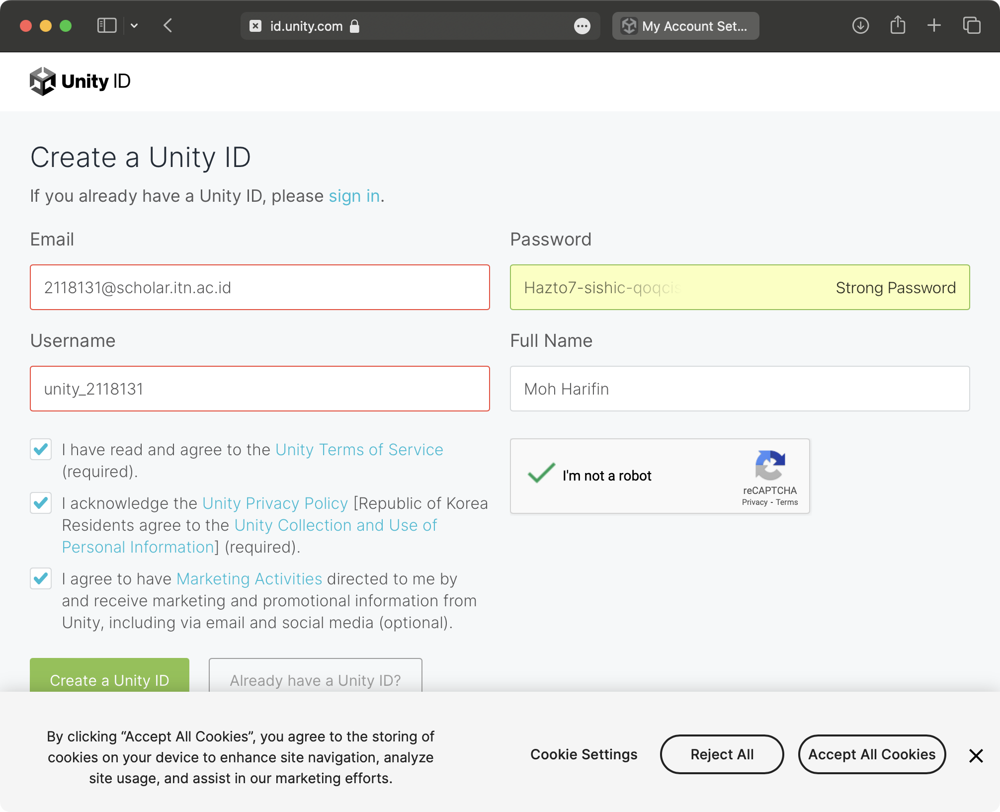 id.unity.com
My Account Set...
Unity ID
Create a Unity ID
If you already have a Unity ID, please sign in.
Email
Password
2118131@scholar.itn.ac.id
Hazto7-sishic-qoqcis
Strong Password
Username
Full Name
unity_2118131
Moh Harifin
I have read and agree to the Unity Terms of Service
(required).
I'm not a robot
reCAPTCHA
Privacy - Terms
I acknowledge the Unity Privacy Policy [Republic of Korea
Residents agree to the Unity Collection and Use of
Personal Information] (required).
I agree to have Marketing Activities directed to me by
and receive marketing and promotional information from
Unity, including via email and social media (optional).
Create a Unity ID
Already have a Unity ID?
By clicking “Accept All Cookies”, you agree to the storing of
cookies on your device to enhance site navigation, analyze
site usage, and assist in our marketing efforts.
Cookie Settings
Reject All
Accept All Cookies